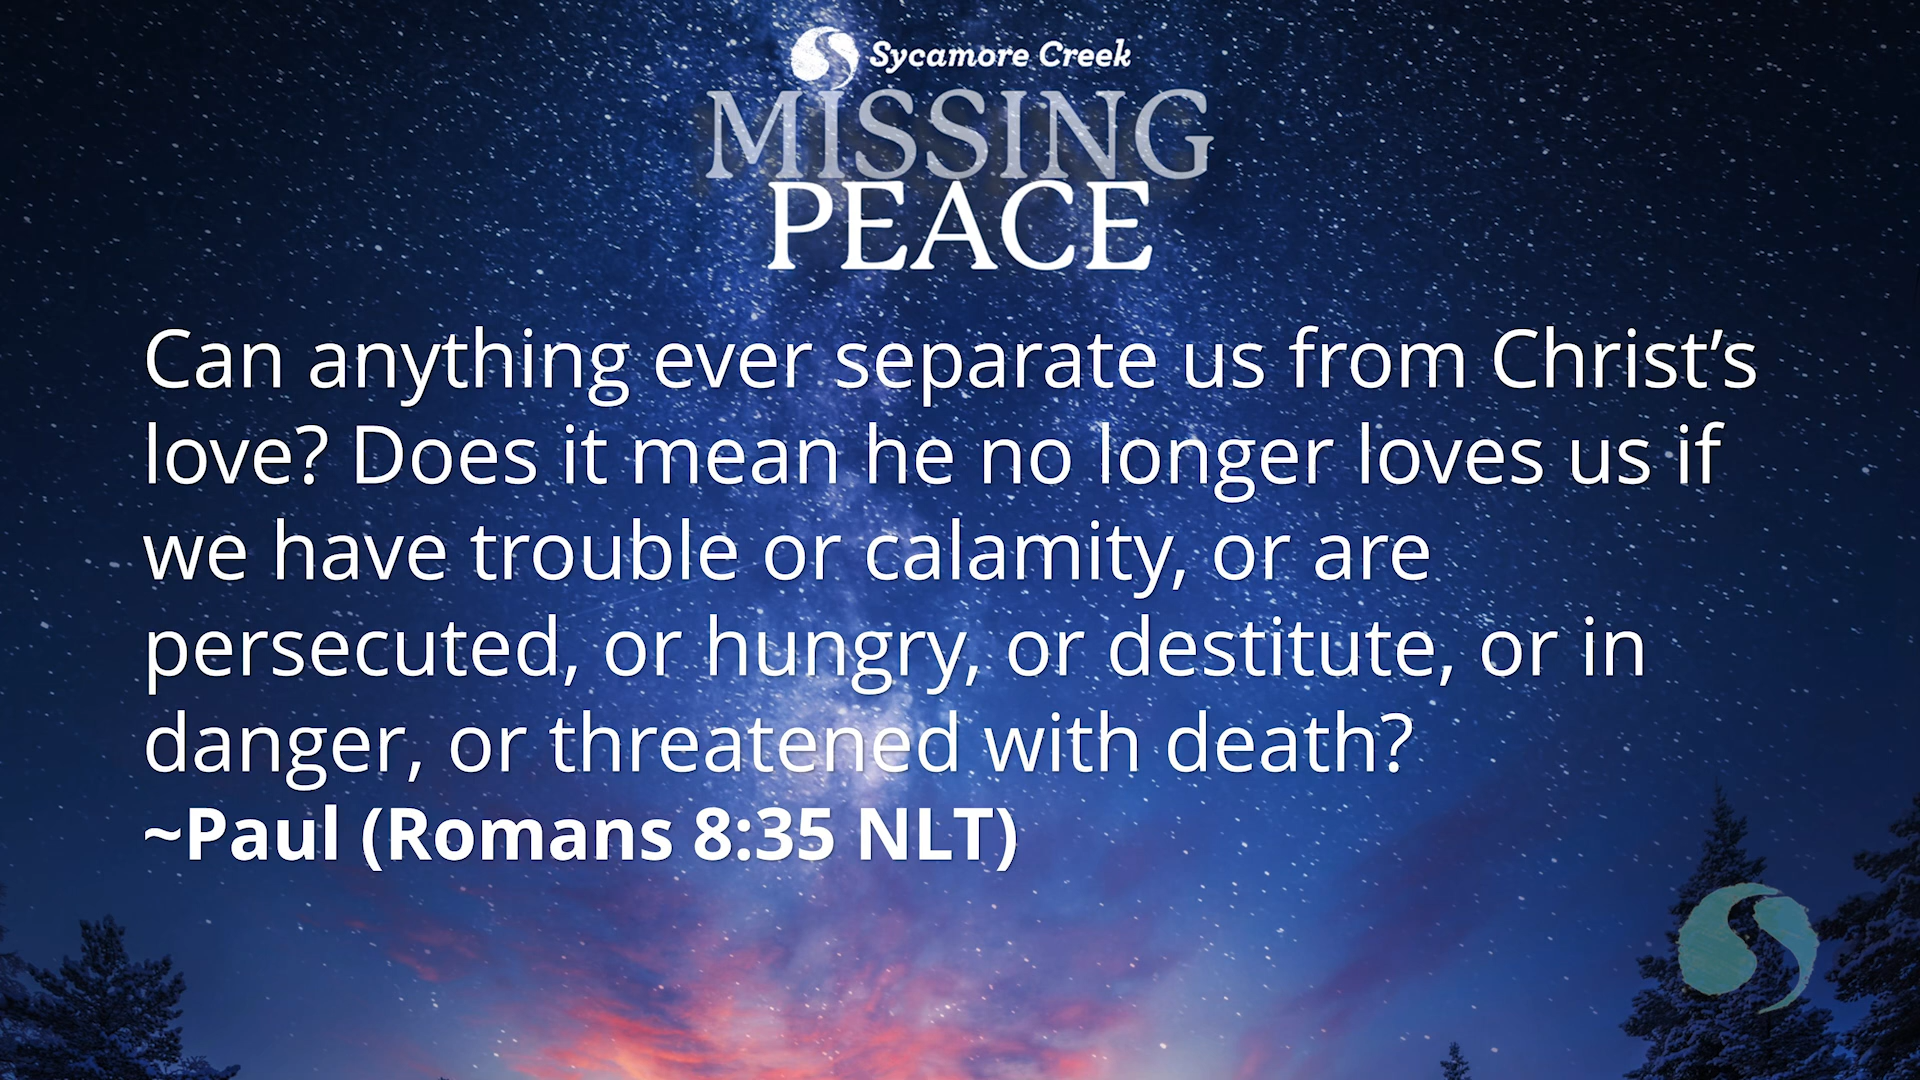 Sycamore Creek
MISSING
PEACE
Can anything ever separate us from Christ’s
love? Does it mean he no longer loves us if
we have trouble or calamity, or are
persecuted, or hungry, or destitute, or in
danger, or threatened with death?
~Paul (Romans 8:35 NLT)